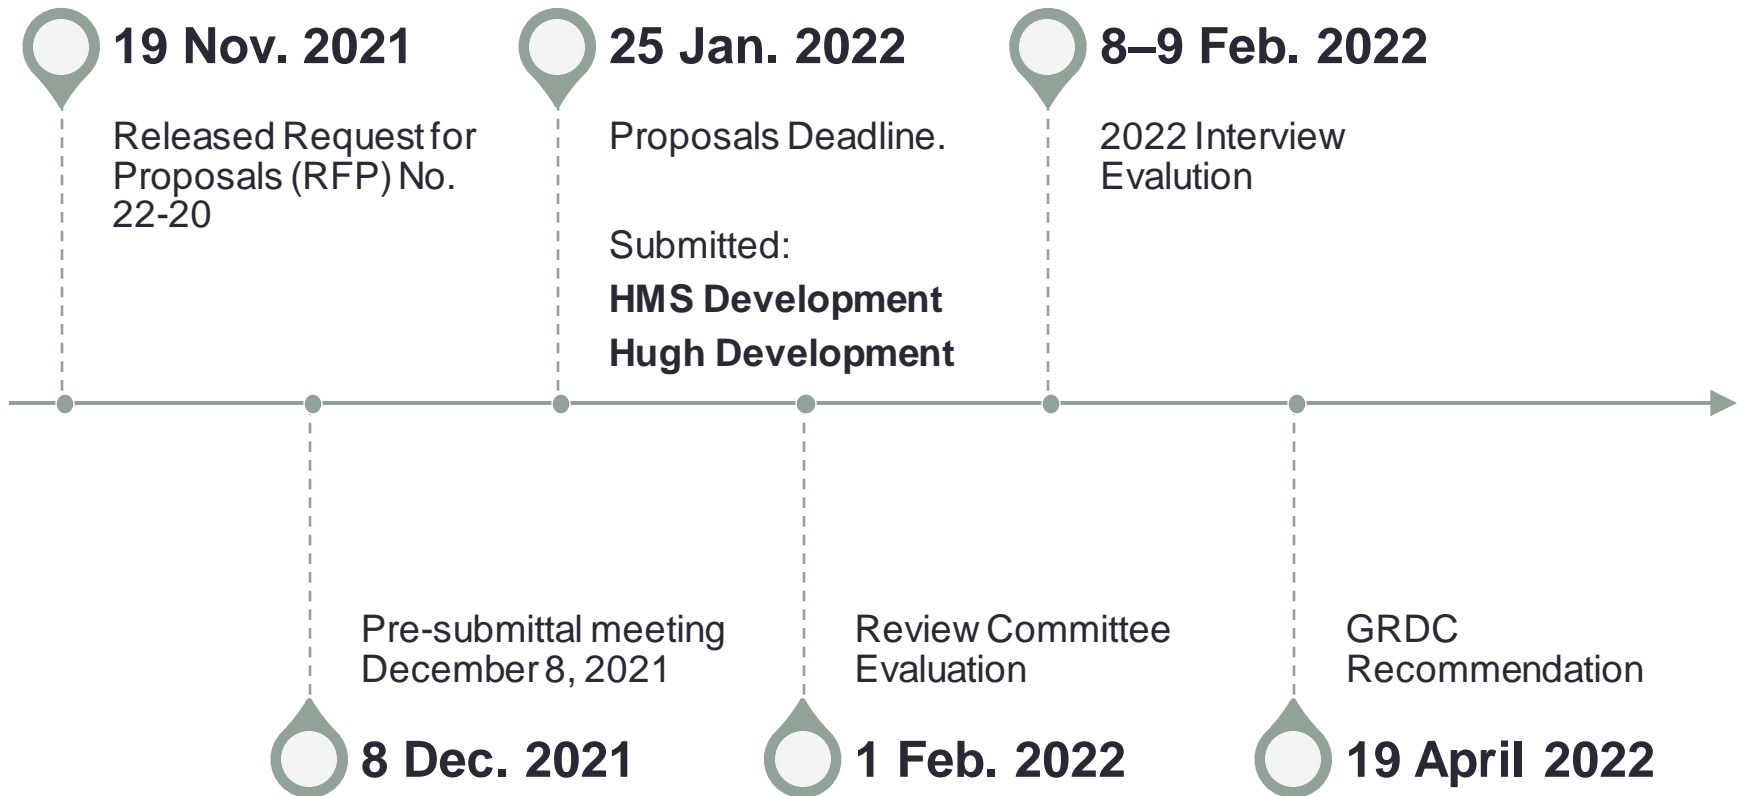 19 Nov. 2021
Released Request for
Proposals (RFP) No.
22-20
25 Jan. 2022
Proposals Deadline.
Submitted:
HMS Development
Hugh Development
8–9 Feb. 2022
2022 Interview
Evalution
Pre-submittal meeting
December 8, 2021
8 Dec. 2021
Review Committee
Evaluation
1 Feb. 2022
GRDC
Recommendation
19 April 2022